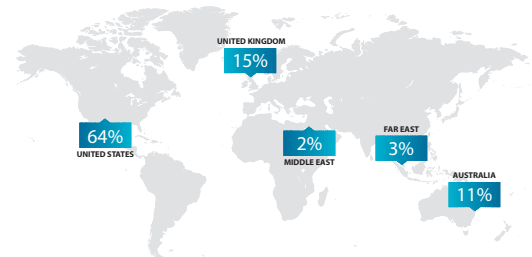 UNITED KINGDOM
15%
64%
UNITED STATES
2%
MIDDLE EAST
FAR EAST
3%
AUSTRALIA
11%